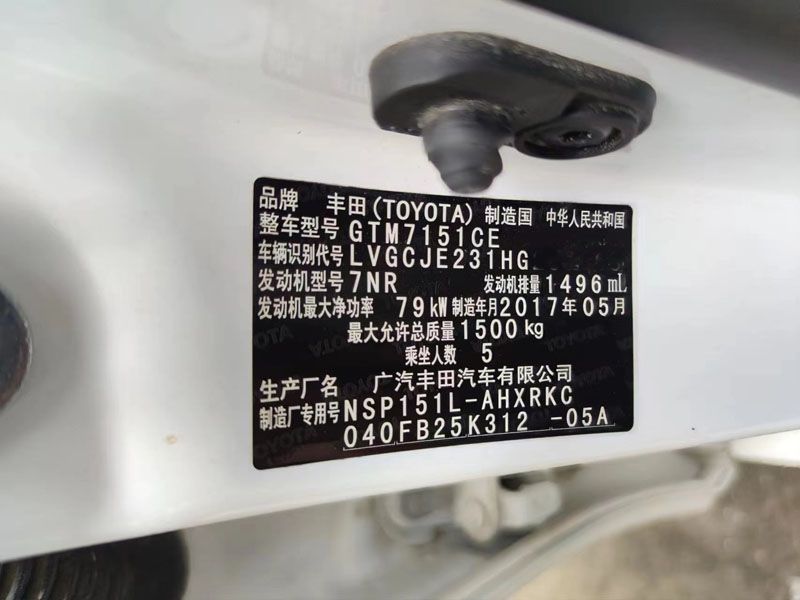 品牌 丰田(TOYOTA) 制造国 中华人民共和国
整车型号 GTM7151CE
车辆识别代号 LVGCJE231HG
发动机型号 7NR 发动机排量 1496 mL
发动机最大净功率 79 kW 制造年月 2017 年 05 月
最大允许总质量 1500 kg
乘坐人数 5
生产厂名 广汽丰田汽车有限公司
制造厂专用号 NSP151L-AHXRKC
040FB25K312 -05A